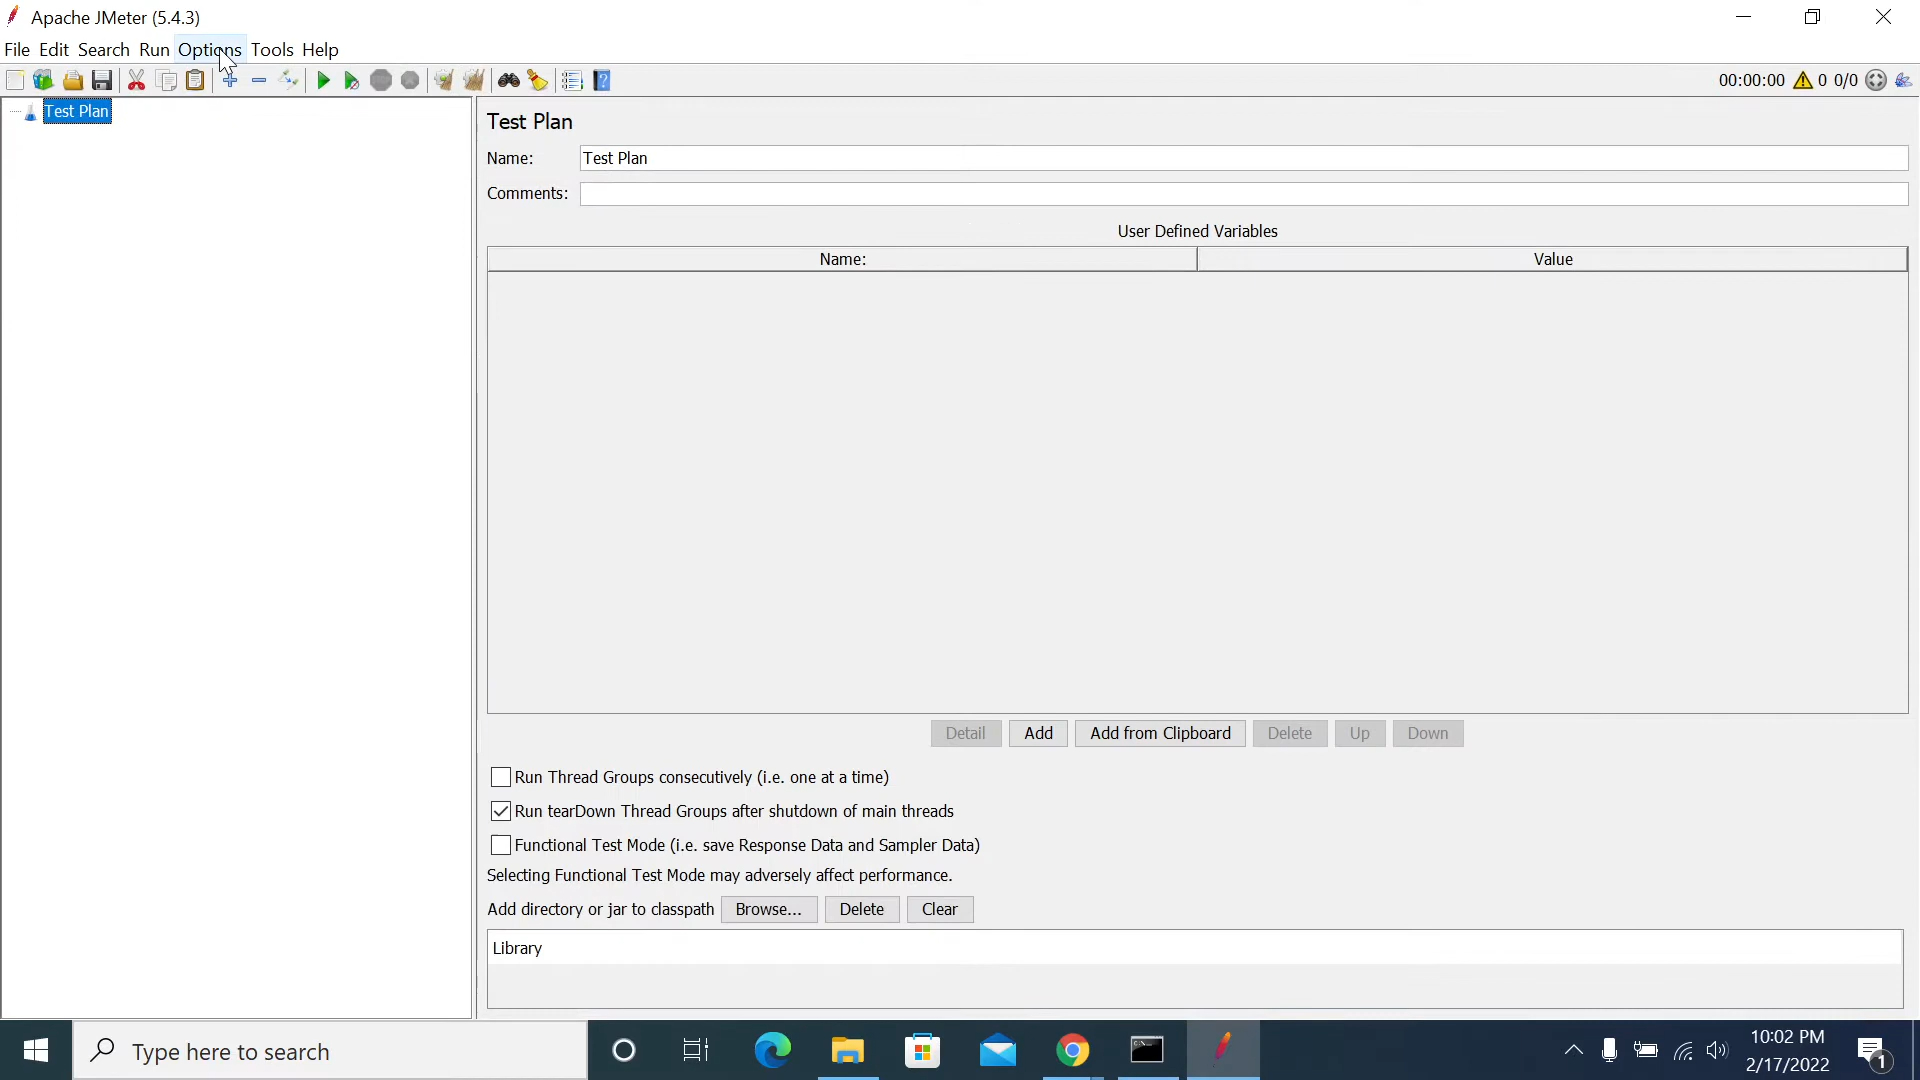 Apache JMeter (5.4.3)
File Edit Search Run Options Tools Help
00:00:00 0 0/0
Test Plan
Test Plan
Name: Test Plan
Comments:
User Defined Variables
Name: Value
Detail Add Add from Clipboard Delete Up Down
Run Thread Groups consecutively (i.e. one at a time)
Run tearDown Thread Groups after shutdown of main threads
Functional Test Mode (i.e. save Response Data and Sampler Data)
Selecting Functional Test Mode may adversely affect performance.
Add directory or jar to classpath Browse... Delete Clear
Library
Type here to search
10:02 PM
2/17/2022
1